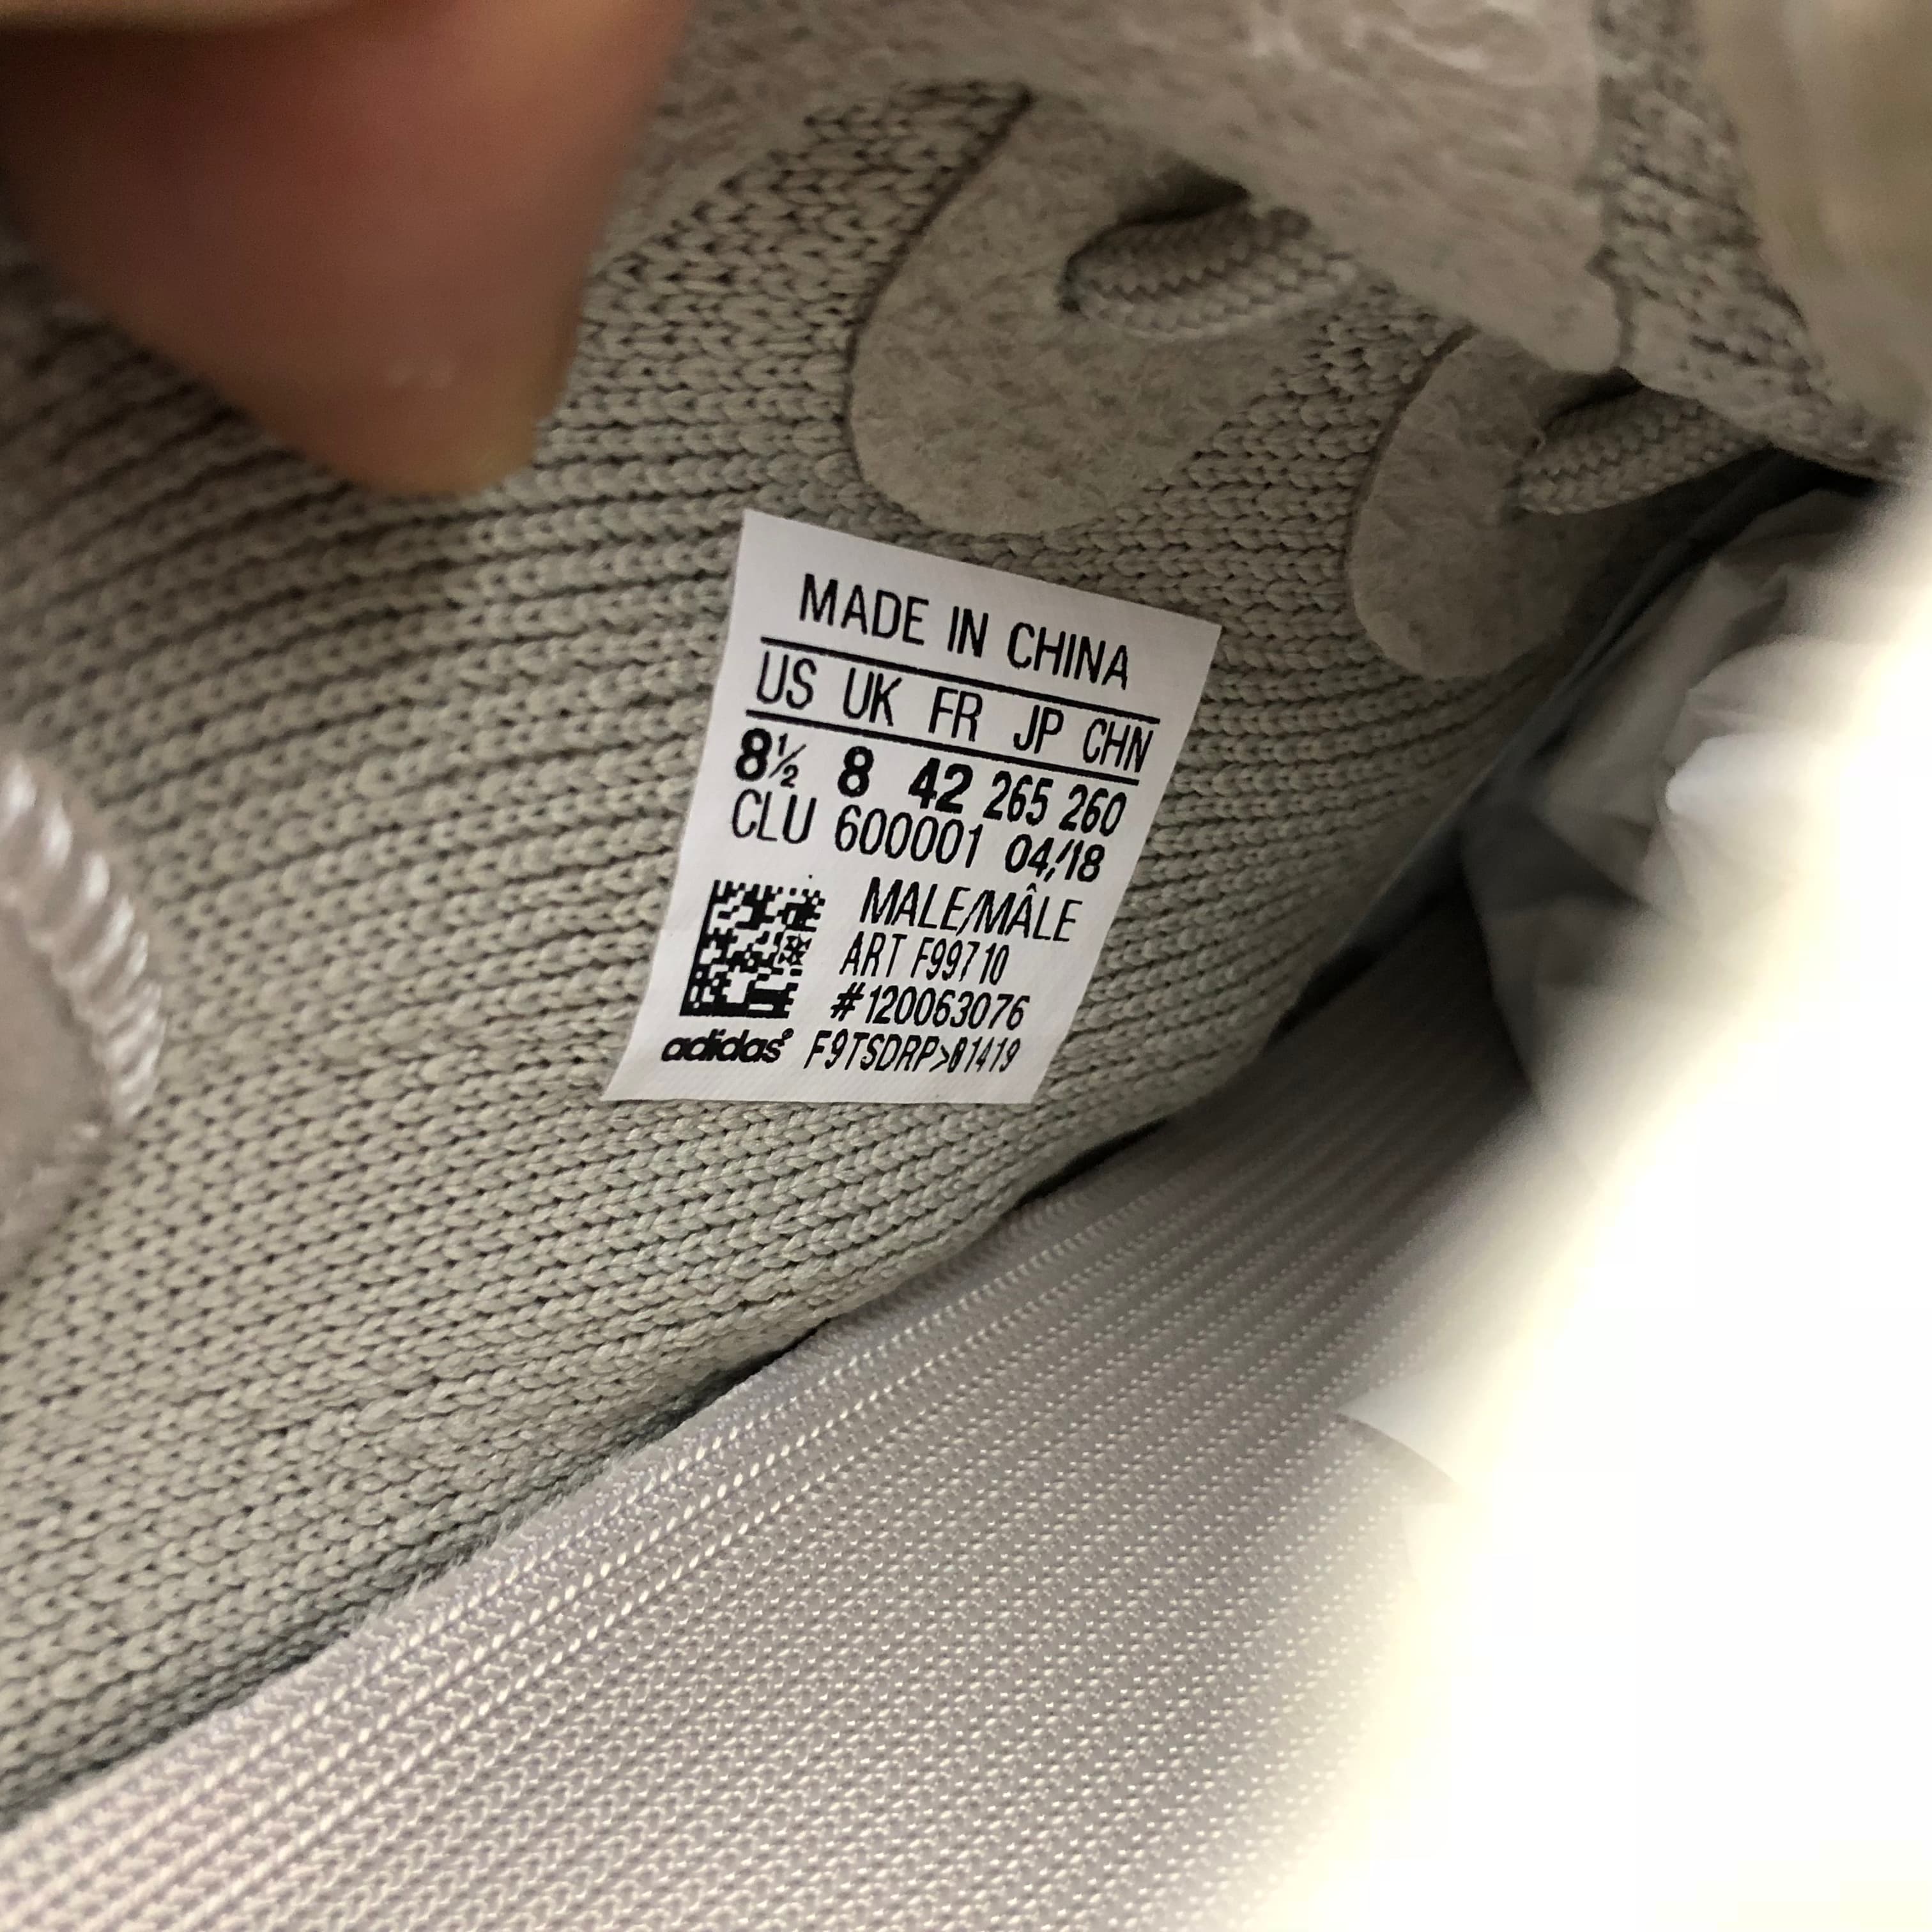 MADE IN CHINA
US UK FR JP CHN
8½ 8 42 265 260
CLU 600001 04/18
MALE/MÂLE
ART F99710
#120063076
adidas® F9TSDRP>81419